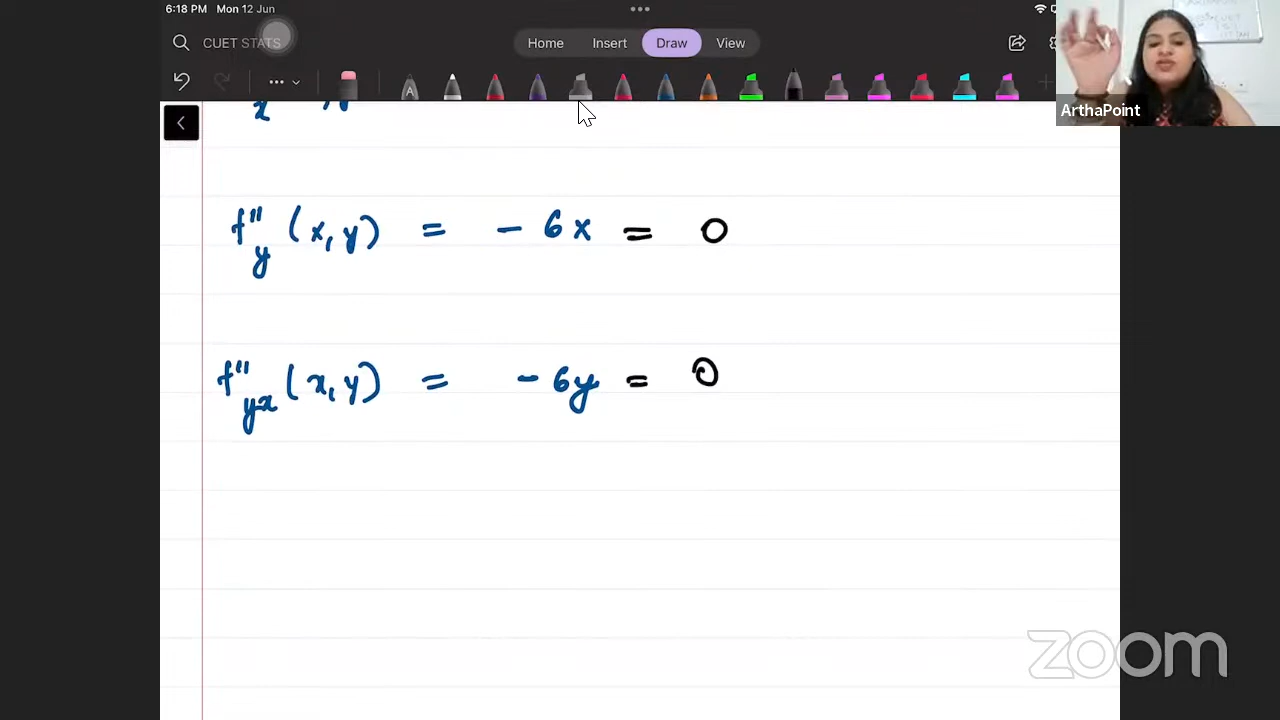 6:18 PM Mon 12 Jun
CUET STATS
Home Insert Draw View
ArthaPoint
f''y (x, y) = - 6x = 0
f''yx (x, y) = - 6y = 0
zoom